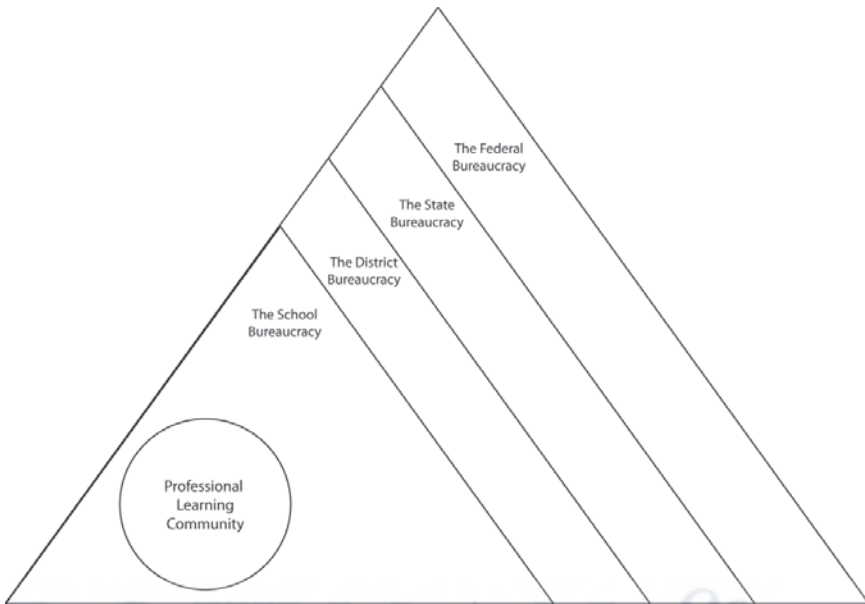 The Federal
Bureaucracy
The State
Bureaucracy
The District
Bureaucracy
The School
Bureaucracy
Professional
Learning
Community